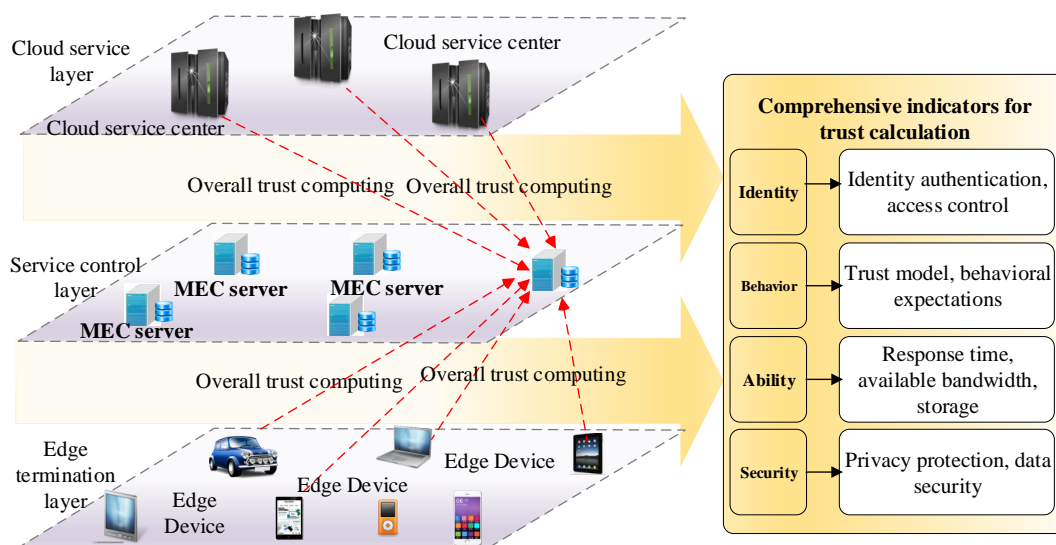 Cloud service
layer
Cloud service center
Cloud service center
Overall trust computing
Overall trust computing
Service control
layer
MEC server
MEC server
MEC server
Overall trust computing
Overall trust computing
Edge
termination
layer
Edge Device
Edge Device
Edge
Device
Comprehensive indicators for
trust calculation
Identity
Identity authentication,
access control
Behavior
Trust model, behavioral
expectations
Ability
Response time,
available bandwidth,
storage
Security
Privacy protection, data
security